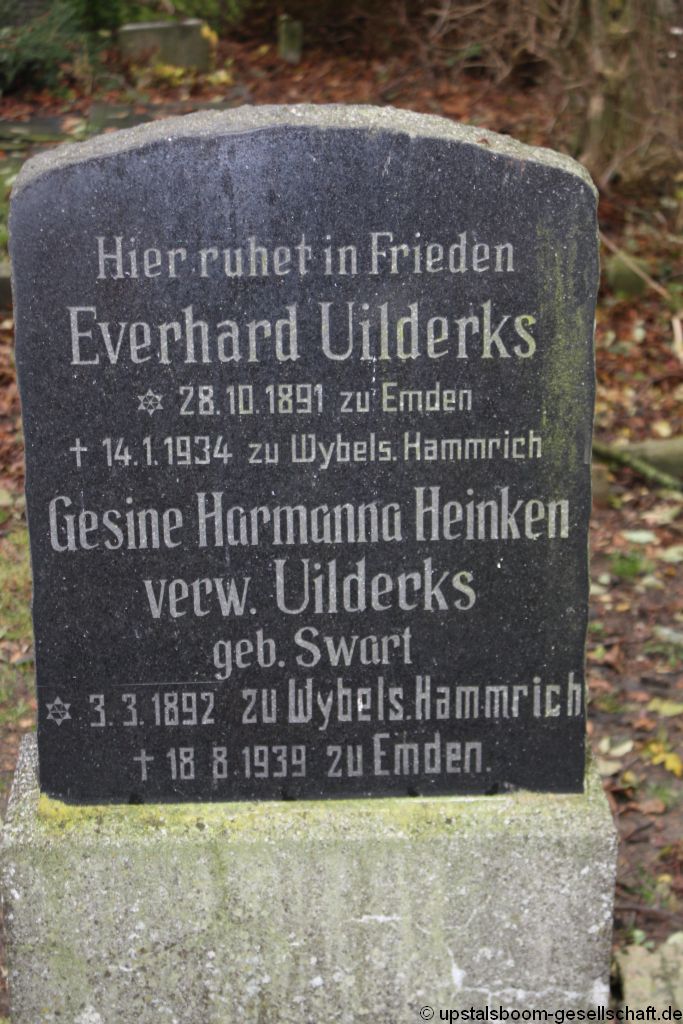 Hier ruhet in Frieden
Everhard Uilderks
✡ 28.10.1891 zu Emden
† 14.1.1934 zu Wybels.Hammrich
Gesine Harmanna Heinken
verw. Uilderks
geb. Swart
✡ 3.3.1892 zu Wybels.Hammrich
† 18 8.1939 zu Emden.
© upstalsboom-gesellschaft.de